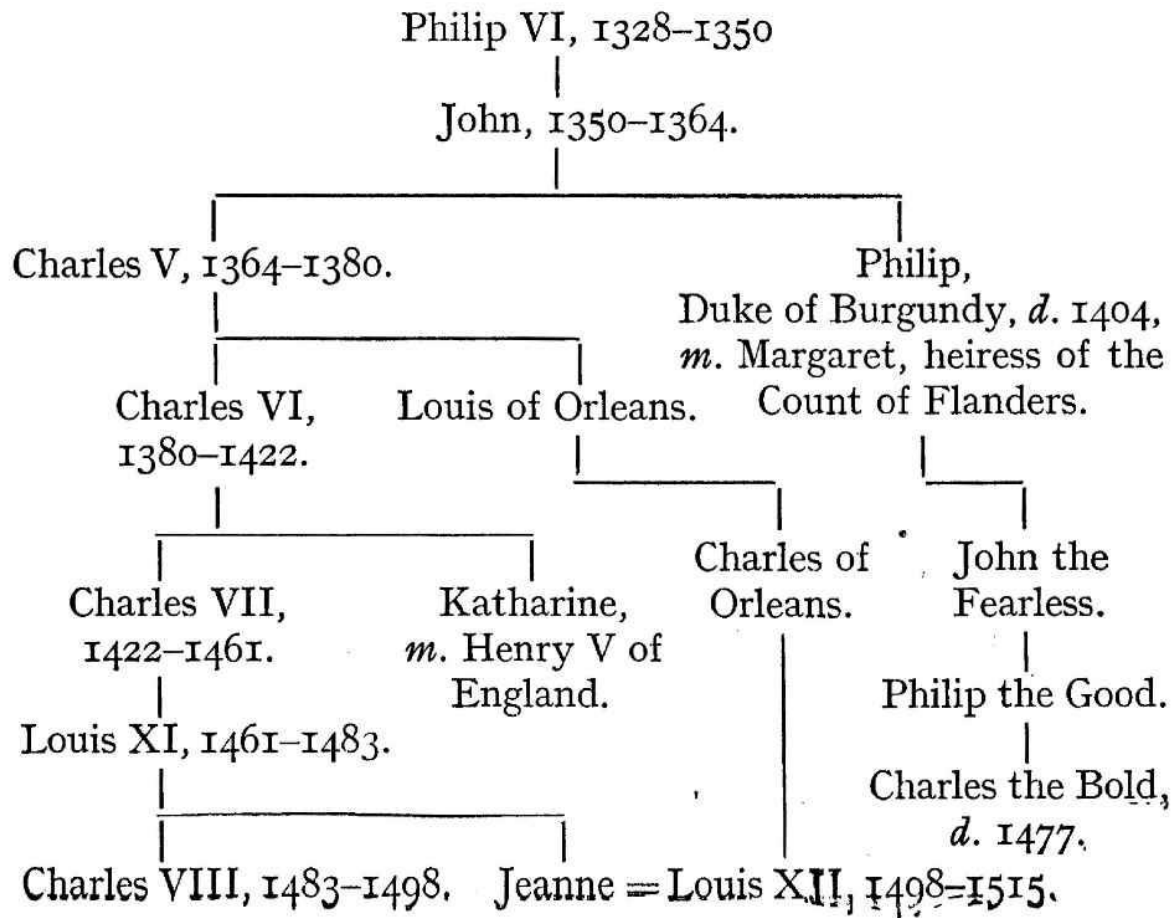 Philip VI, 1328–1350
John, 1350–1364.
Charles V, 1364–1380.
Philip,
Duke of Burgundy, d. 1404,
m. Margaret, heiress of the
Count of Flanders.
Charles VI,
1380–1422.
Louis of Orleans.
Charles VII,
1422–1461.
Katharine,
m. Henry V of
England.
Charles of
Orleans.
John the
Fearless.
Louis XI, 1461–1483.
Philip the Good.
Charles the Bold,
d. 1477.
Charles VIII, 1483–1498. Jeanne = Louis XII, 1498–1515.